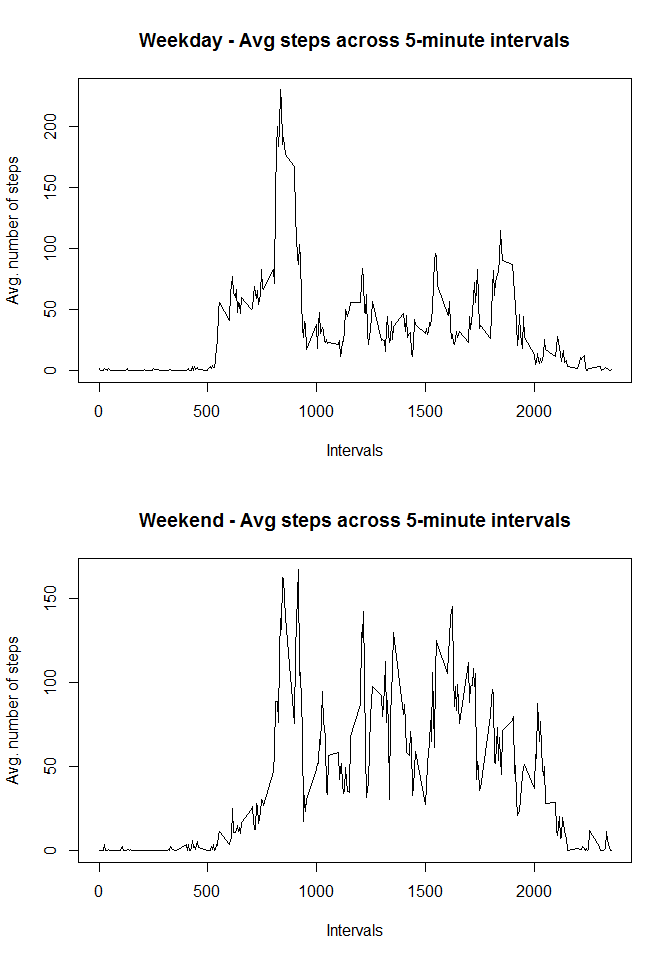 Weekday - Avg steps across 5-minute intervals
Avg. number of steps
200
150
100
50
0
0 500 1000 1500 2000
Intervals
Weekend - Avg steps across 5-minute intervals
Avg. number of steps
150
100
50
0
0 500 1000 1500 2000
Intervals